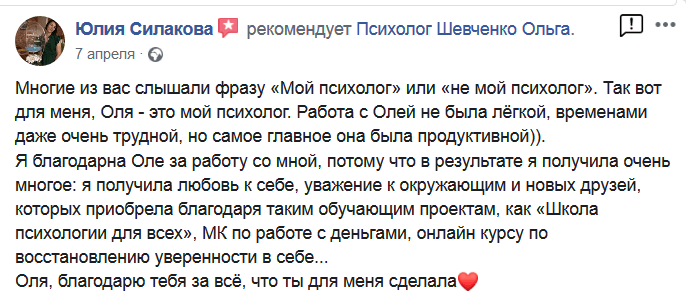 Юлия Силакова рекомендует Психолог Шевченко Ольга.
7 апреля ·
Многие из вас слышали фразу «Мой психолог» или «не мой психолог». Так вот
для меня, Оля - это мой психолог. Работа с Олей не была лёгкой, временами
даже очень трудной, но самое главное она была продуктивной)).
Я благодарна Оле за работу со мной, потому что в результате я получила очень
многое: я получила любовь к себе, уважение к окружающим и новых друзей,
которых приобрела благодаря таким обучающим проектам, как «Школа
психологии для всех», МК по работе с деньгами, онлайн курсу по
восстановлению уверенности в себе...
Оля, благодарю тебя за всё, что ты для меня сделала❤️